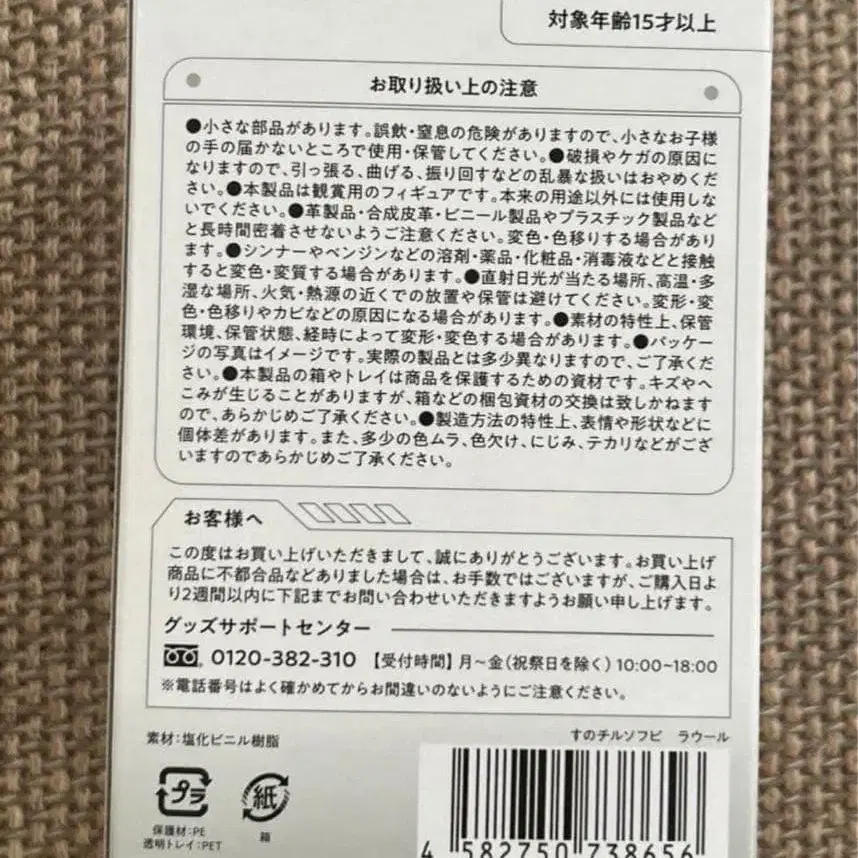 対象年齢15才以上
お取り扱い上の注意
●小さな部品があります。誤飲・窒息の危険がありますので、小さなお子様
の手の届かないところで使用・保管してください。●破損やケガの原因に
なりますので、引っ張る、曲げる、振り回すなどの乱暴な扱いはおやめくだ
さい。●本製品は観賞用のフィギュアです。本来の用途以外には使用しな
いでください。●革製品・合成皮革・ビニール製品やプラスチック製品など
と長時間密着させないようご注意ください。変色・色移りする場合があり
ます。●シンナーやベンジンなどの溶剤・薬品・化粧品・消毒液などと接触
すると変色・変質する場合があります。●直射日光が当たる場所、高温・多
湿な場所、火気・熱源の近くでの放置や保管は避けてください。変形・変
色・色移りやカビなどの原因になる場合があります。●素材の特性上、保管
環境、保管状態、経時によって変形・変色する場合があります。●パッケー
ジの写真はイメージです。実際の製品とは多少異なりますので、ご了承くだ
さい。●本製品の箱やトレイは商品を保護するための資材です。キズやへ
こみが生じることがありますが、箱などの梱包資材の交換は致しかねます
ので、あらかじめご了承ください。●製造方法の特性上、表情や形状などに
個体差があります。また、多少の色ムラ、色欠け、にじみ、テカリなどがござ
いますのであらかじめご了承ください。
お客様へ
この度はお買い上げいただきまして、誠にありがとうございます。お買い上げ
商品に不都合品などありました場合は、お手数ではございますが、ご購入日よ
り2週間以内に下記までお問い合わせいただきますようお願い申し上げます。
グッズサポートセンター
0120-382-310 【受付時間】月〜金(祝祭日を除く)10:00〜18:00
※電話番号はよく確かめてからお間違いのないようにご注意ください。
素材:塩化ビニル樹脂
すのチルソフビ ラウール
プラ
紙
保護材:PE
透明トレイ:PET
箱
4 582750 738656